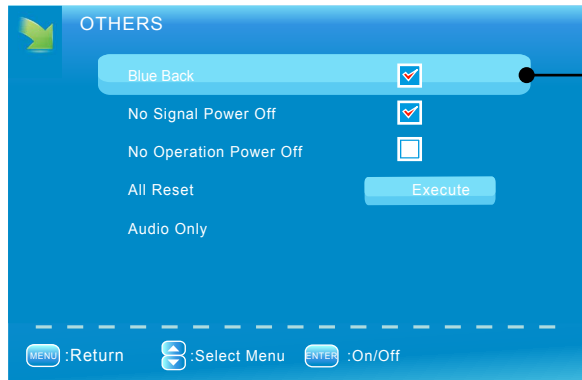 OTHERS
Blue Back
No Signal Power Off
No Operation Power Off
All Reset Execute
Audio Only
MENU :Return :Select Menu ENTER :On/Off